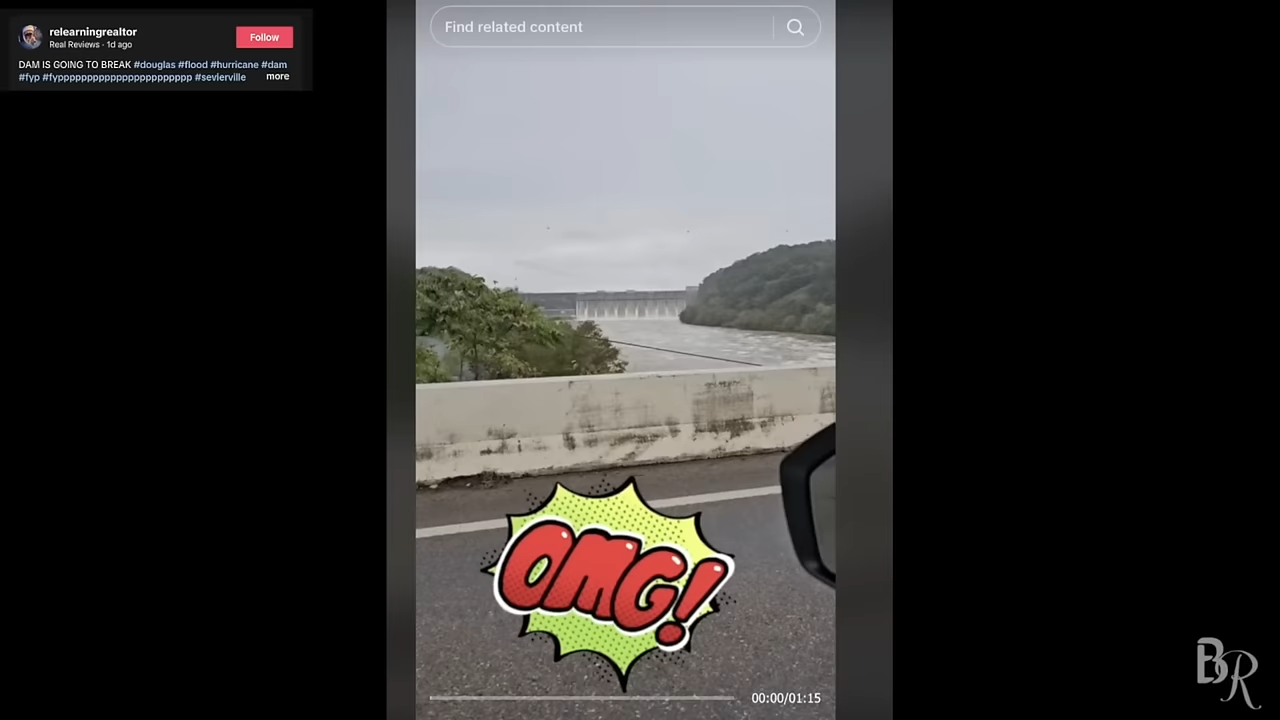 relearningrealtor
Real Reviews · 1d ago
Follow
DAM IS GOING TO BREAK #douglas #flood #hurricane #dam
#fyp #fyppppppppppppppppppppppp #sevierville
more
Find related content
OMG!
00:00/01:15
BR